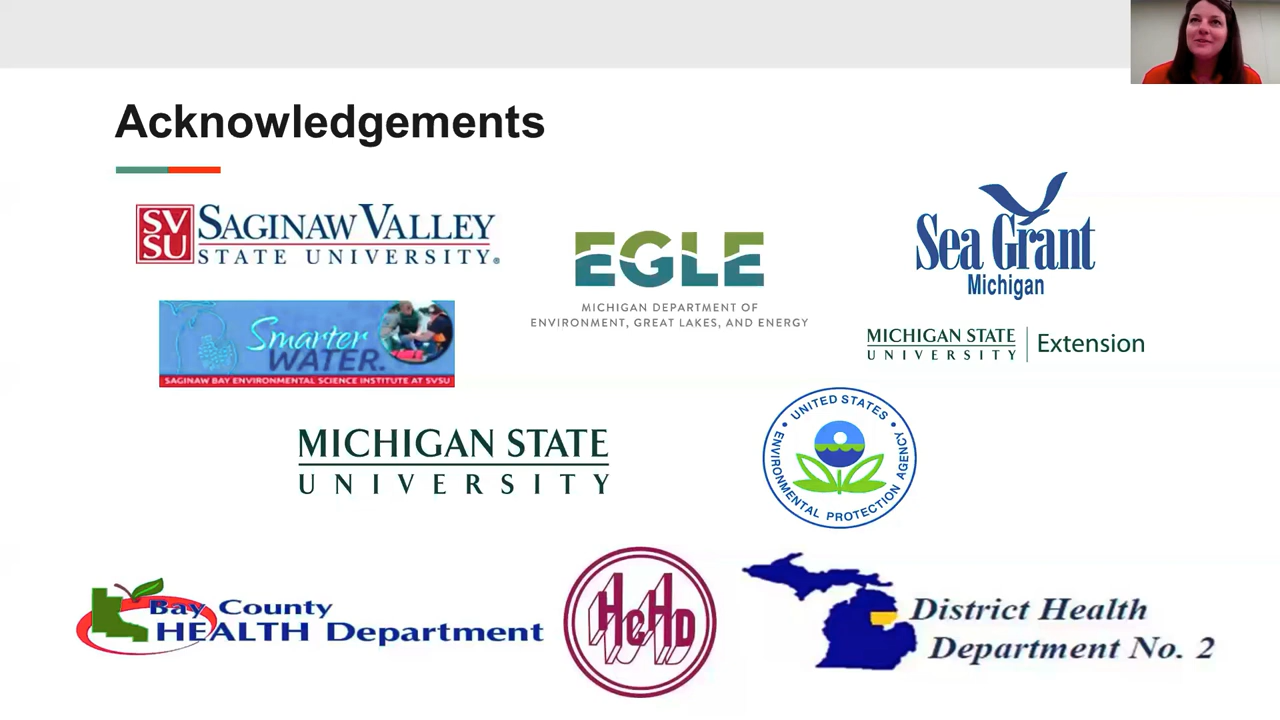 Acknowledgements
SVSU
SAGINAW VALLEY
STATE UNIVERSITY®
Smarter
WATER.
SAGINAW BAY ENVIRONMENTAL SCIENCE INSTITUTE AT SVSU
EGLE
MICHIGAN DEPARTMENT OF
ENVIRONMENT, GREAT LAKES, AND ENERGY
Sea Grant
Michigan
MICHIGAN STATE
UNIVERSITY
Extension
MICHIGAN STATE
UNIVERSITY
UNITED STATES
ENVIRONMENTAL PROTECTION AGENCY
Bay County
HEALTH Department
HCHD
District Health
Department No. 2